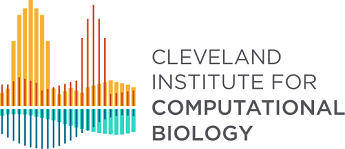 CLEVELAND
INSTITUTE FOR
COMPUTATIONAL
BIOLOGY